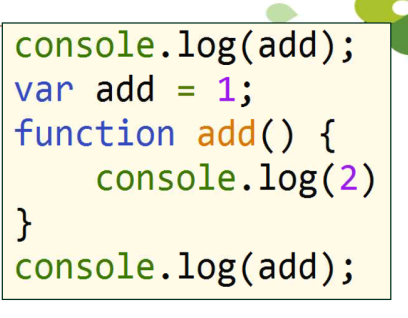 console.log(add);
var add = 1;
function add() {
    console.log(2)
}
console.log(add);